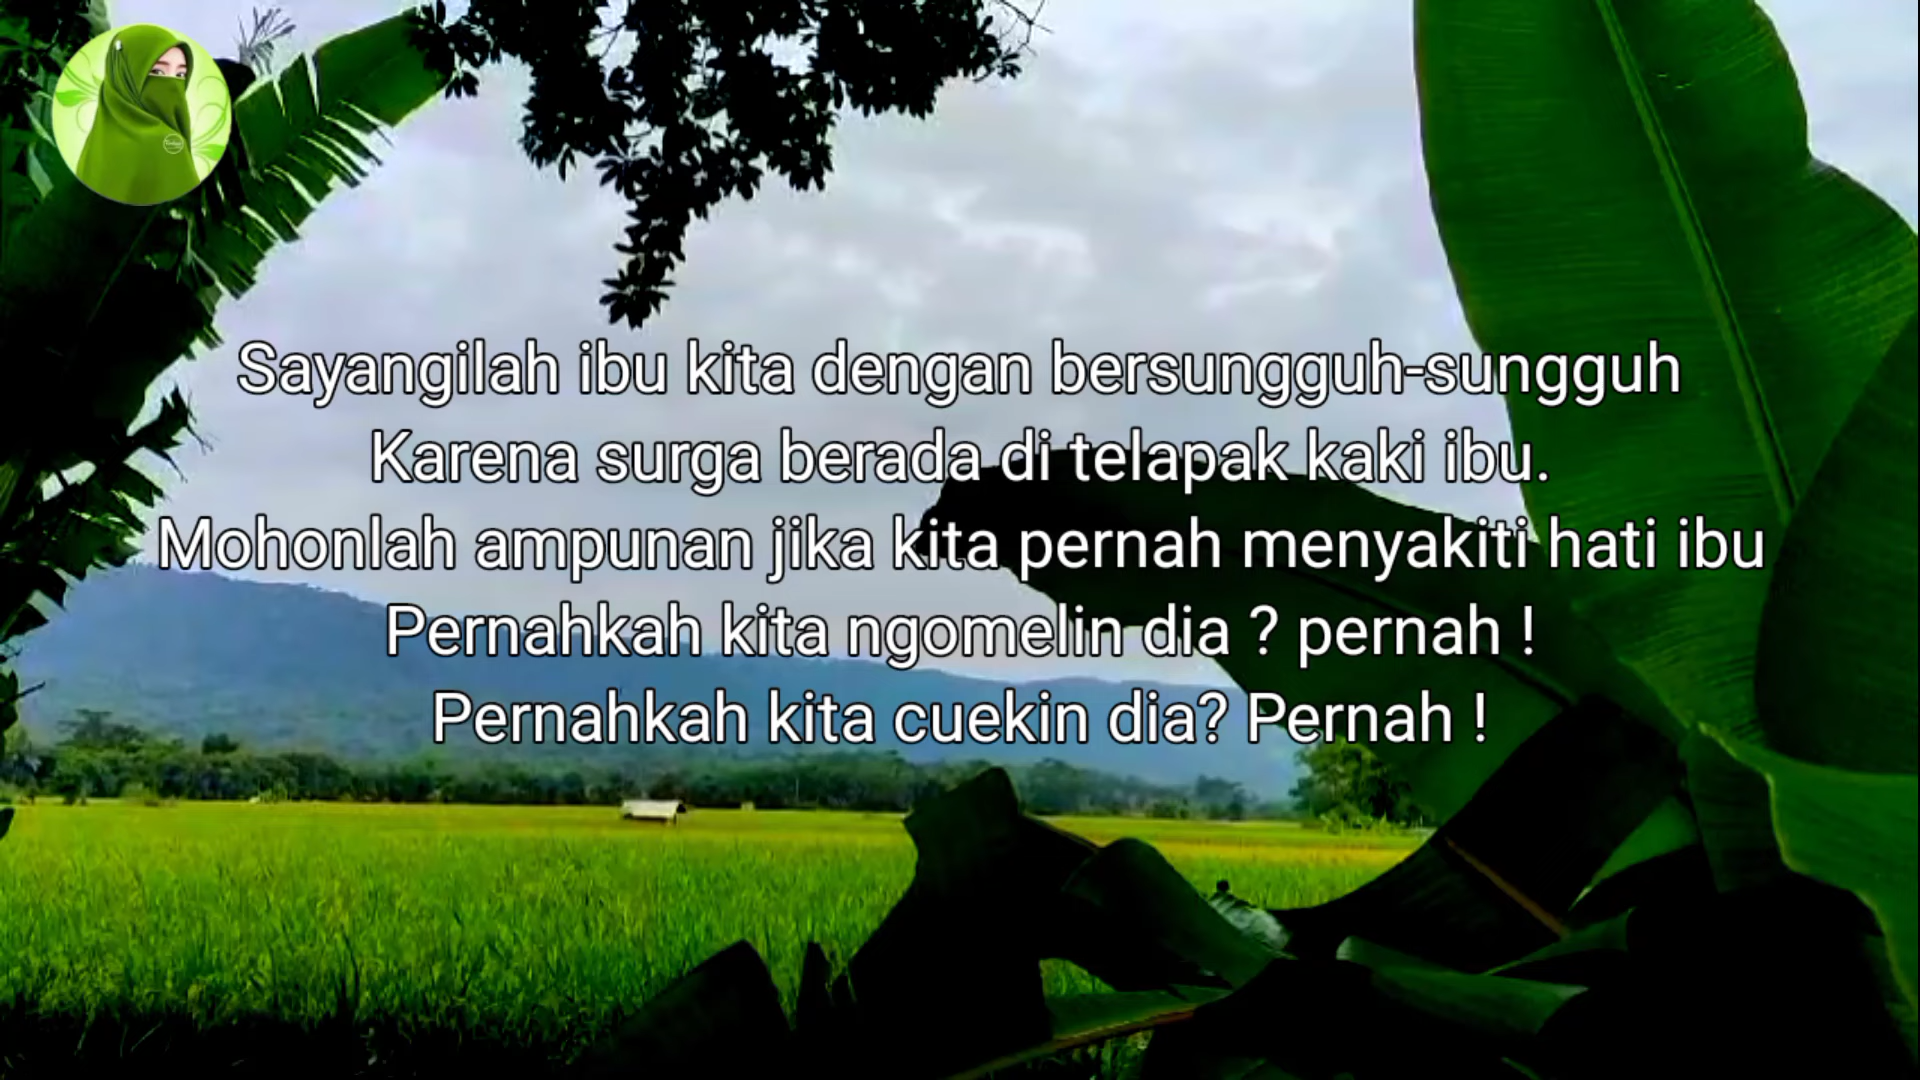 Sayangilah ibu kita dengan bersungguh-sungguh
Karena surga berada di telapak kaki ibu.
Mohonlah ampunan jika kita pernah menyakiti hati ibu
Pernahkah kita ngomelin dia ? pernah !
Pernahkah kita cuekin dia? Pernah !